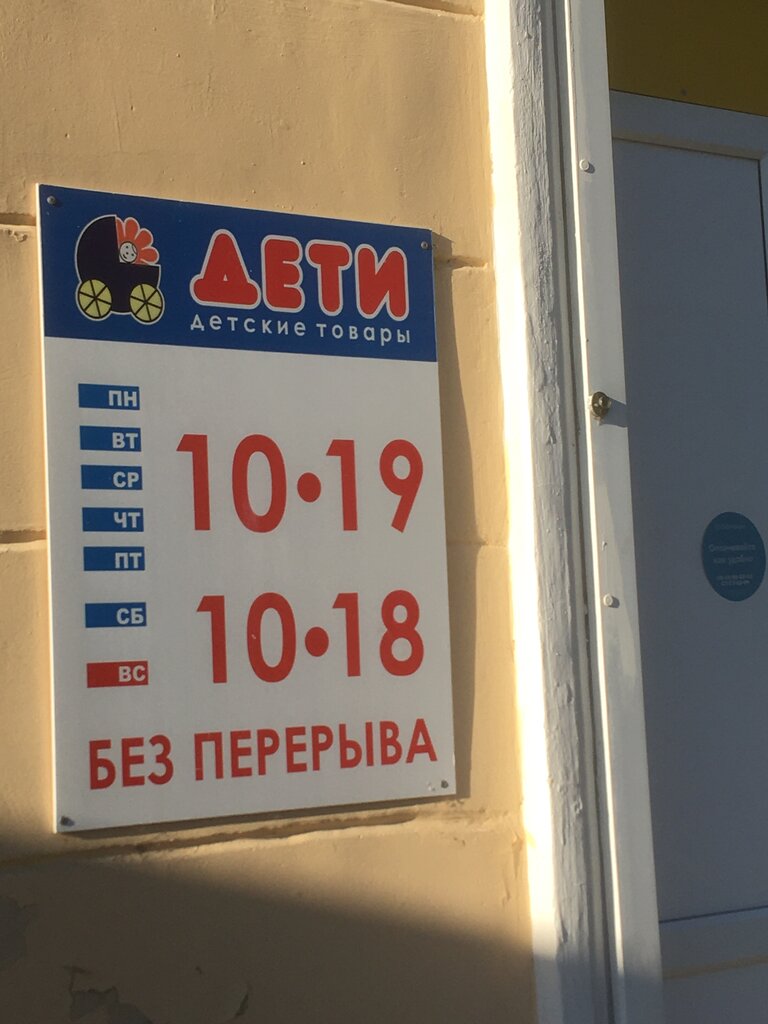 ДЕТИ
детские товары
ПН
ВТ
СР
ЧТ
ПТ
10•19
СБ
ВС
10•18
БЕЗ ПЕРЕРЫВА